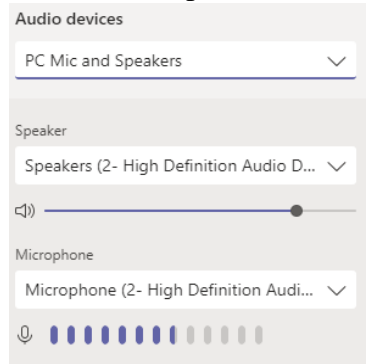 Audio devices
PC Mic and Speakers
Speaker
Speakers (2- High Definition Audio D...
Microphone
Microphone (2- High Definition Audi...